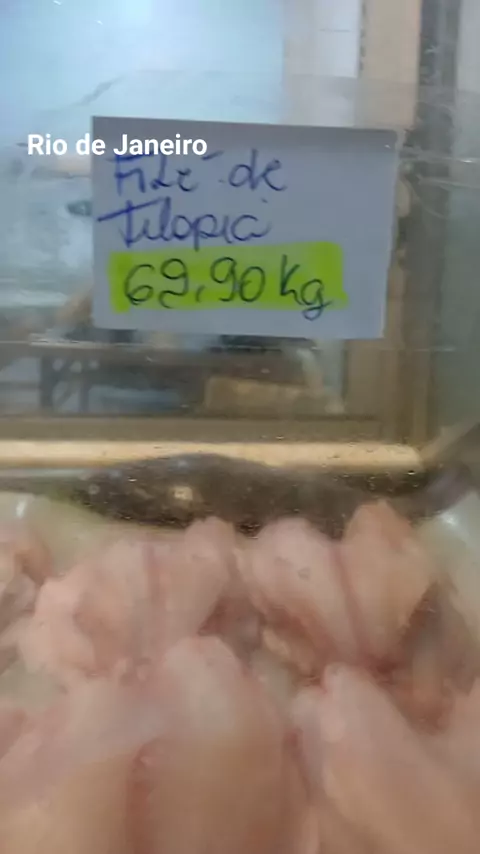 Rio de Janeiro
Filé de
Tilapia
69,90 Kg